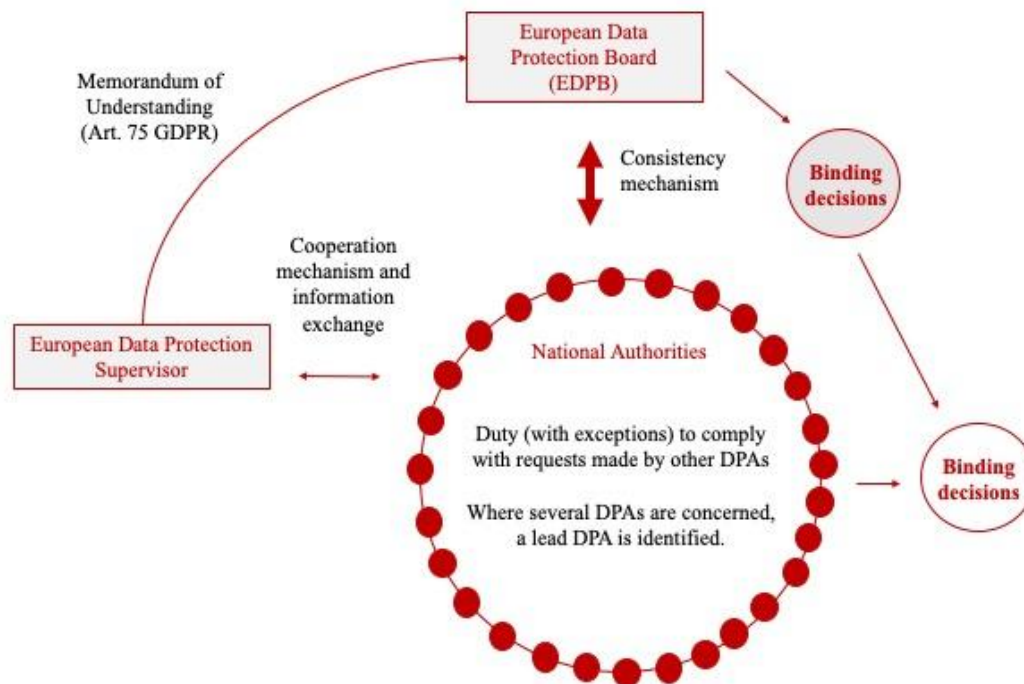 European Data
Protection Board
(EDPB)
Memorandum of
Understanding
(Art. 75 GDPR)
Consistency
mechanism
Binding
decisions
Cooperation
mechanism and
information
exchange
European Data Protection
Supervisor
National Authorities
Duty (with exceptions) to comply
with requests made by other DPAs
Where several DPAs are concerned,
a lead DPA is identified.
Binding
decisions